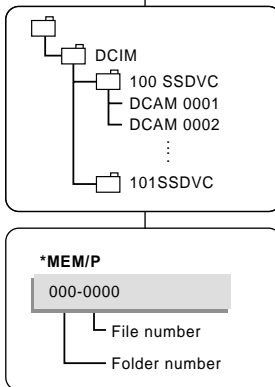 DCIM
100 SSDVC
DCAM 0001
DCAM 0002
101SSDVC
*MEM/P
000-0000
File number
Folder number